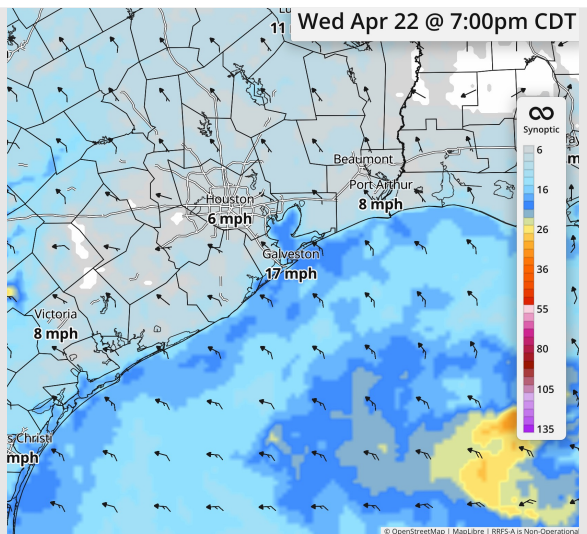 Wed Apr 22 @ 7:00pm CDT
11
Synoptic
6
16
26
36
55
80
105
135
Beaumont
Port Arthur
8 mph
Houston
6 mph
Galveston
17 mph
Victoria
8 mph
s Christi
mph
© OpenStreetMap | MapLibre | RRFS-A is Non-Operational